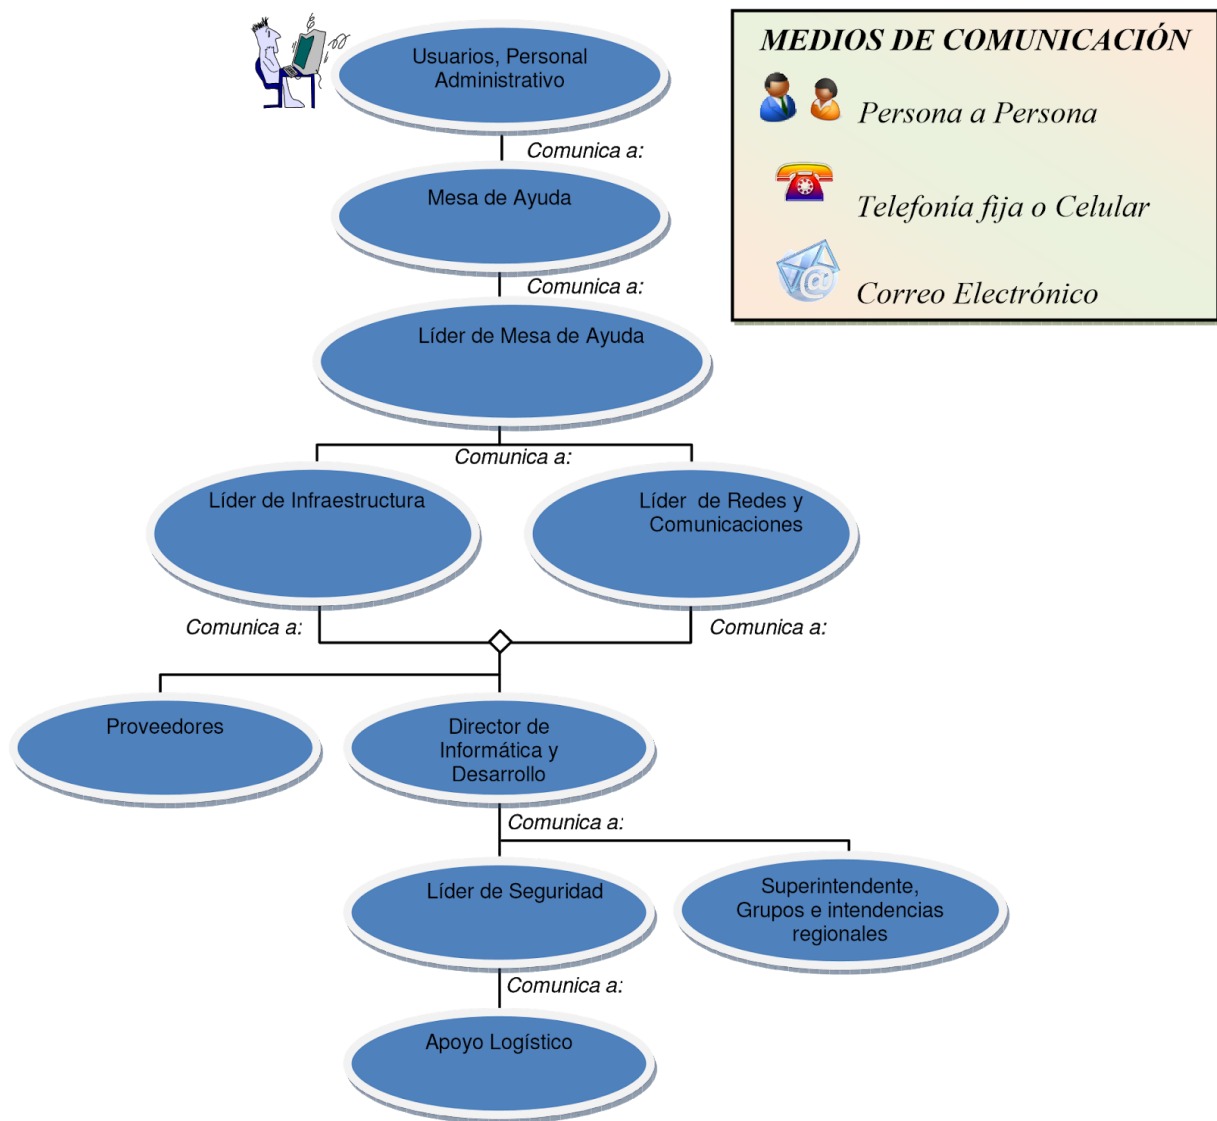 Usuarios, Personal
Administrativo
MEDIOS DE COMUNICACIÓN
Persona a Persona
Telefonía fija o Celular
Correo Electrónico
Comunica a:
Mesa de Ayuda
Comunica a:
Líder de Mesa de Ayuda
Comunica a:
Líder de Infraestructura
Líder de Redes y
Comunicaciones
Comunica a:
Comunica a:
Proveedores
Director de
Informática y
Desarrollo
Comunica a:
Líder de Seguridad
Superintendente,
Grupos e intendencias
regionales
Comunica a:
Apoyo Logístico